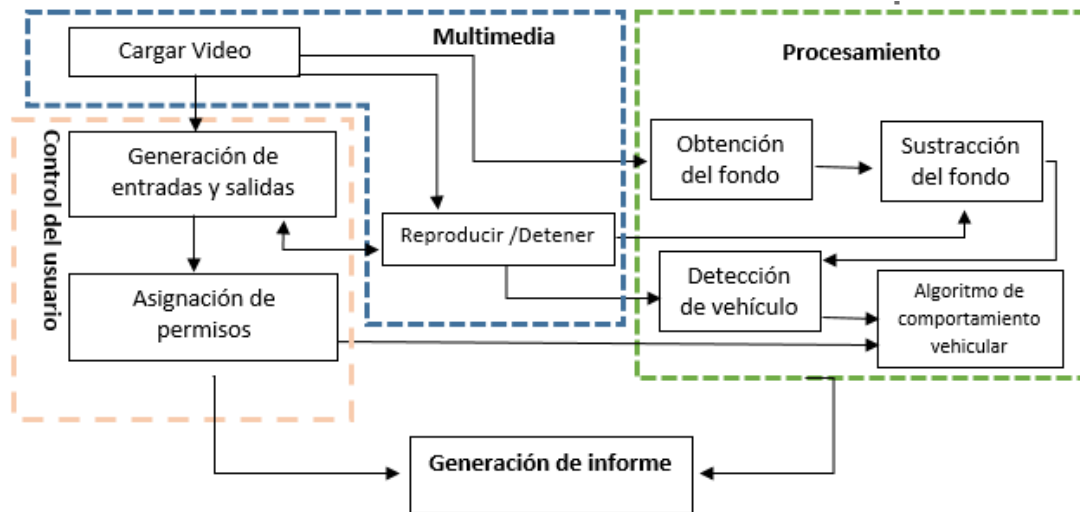 Cargar Video
Multimedia
Procesamiento
Control del usuario
Generación de
entradas y salidas
Obtención
del fondo
Sustracción
del fondo
Reproducir /Detener
Asignación de
permisos
Detección
de vehículo
Algoritmo de
comportamiento
vehicular
Generación de informe